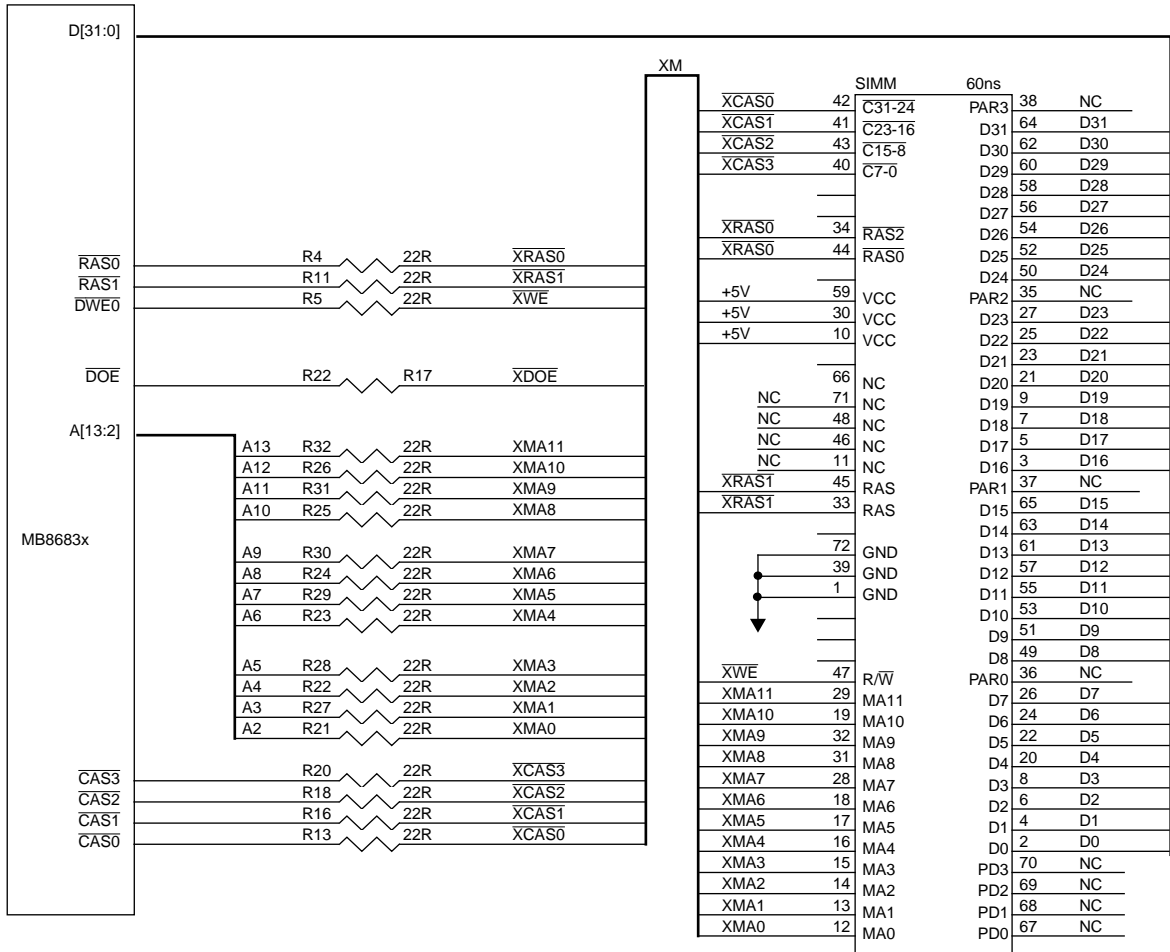 D[31:0]
XM
SIMM 60ns
XCAS0 42 C31-24 PAR3 38 NC
XCAS1 41 C23-16 D31 64 D31
XCAS2 43 C15-8 D30 62 D30
XCAS3 40 C7-0 D29 60 D29
D28 58 D28
D27 56 D27
XRAS0 34 RAS2 D26 54 D26
XRAS0 44 RAS0 D25 52 D25
RAS0 R4 22R XRAS0
RAS1 R11 22R XRAS1
DWE0 R5 22R XWE
D24 50 D24
+5V 59 VCC PAR2 35 NC
+5V 30 VCC D23 27 D23
+5V 10 VCC D22 25 D22
D21 23 D21
DOE R22 R17 XDOE
66 NC D20 21 D20
NC 71 NC D19 9 D19
NC 48 NC D18 7 D18
NC 46 NC D17 5 D17
NC 11 NC D16 3 D16
A[13:2]
A13 R32 22R XMA11
A12 R26 22R XMA10
A11 R31 22R XMA9
A10 R25 22R XMA8
XRAS1 45 RAS PAR1 37 NC
XRAS1 33 RAS D15 65 D15
D14 63 D14
MB8683x
72 GND D13 61 D13
39 GND D12 57 D12
1 GND D11 55 D11
A9 R30 22R XMA7
A8 R24 22R XMA6
A7 R29 22R XMA5
A6 R23 22R XMA4
D10 53 D10
D9 51 D9
D8 49 D8
A5 R28 22R XMA3
A4 R22 22R XMA2
A3 R27 22R XMA1
A2 R21 22R XMA0
XWE 47 R/W PAR0 36 NC
XMA11 29 MA11 D7 26 D7
XMA10 19 MA10 D6 24 D6
XMA9 32 MA9 D5 22 D5
XMA8 31 MA8 D4 20 D4
XMA7 28 MA7 D3 8 D3
XMA6 18 MA6 D2 6 D2
XMA5 17 MA5 D1 4 D1
XMA4 16 MA4 D0 2 D0
XMA3 15 MA3 PD3 70 NC
XMA2 14 MA2 PD2 69 NC
XMA1 13 MA1 PD1 68 NC
XMA0 12 MA0 PD0 67 NC
CAS3 R20 22R XCAS3
CAS2 R18 22R XCAS2
CAS1 R16 22R XCAS1
CAS0 R13 22R XCAS0